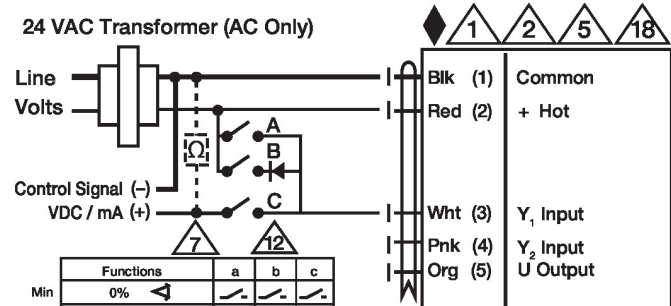 24 VAC Transformer (AC Only)
1 2 5 18
Line
Volts
Blk (1) Common
Red (2) + Hot
A
Ω
B
Control Signal (–)
VDC / mA (+)
C
Wht (3) Y1 Input
Pnk (4) Y2 Input
Org (5) U Output
7 12
Functions a b c
Min 0%